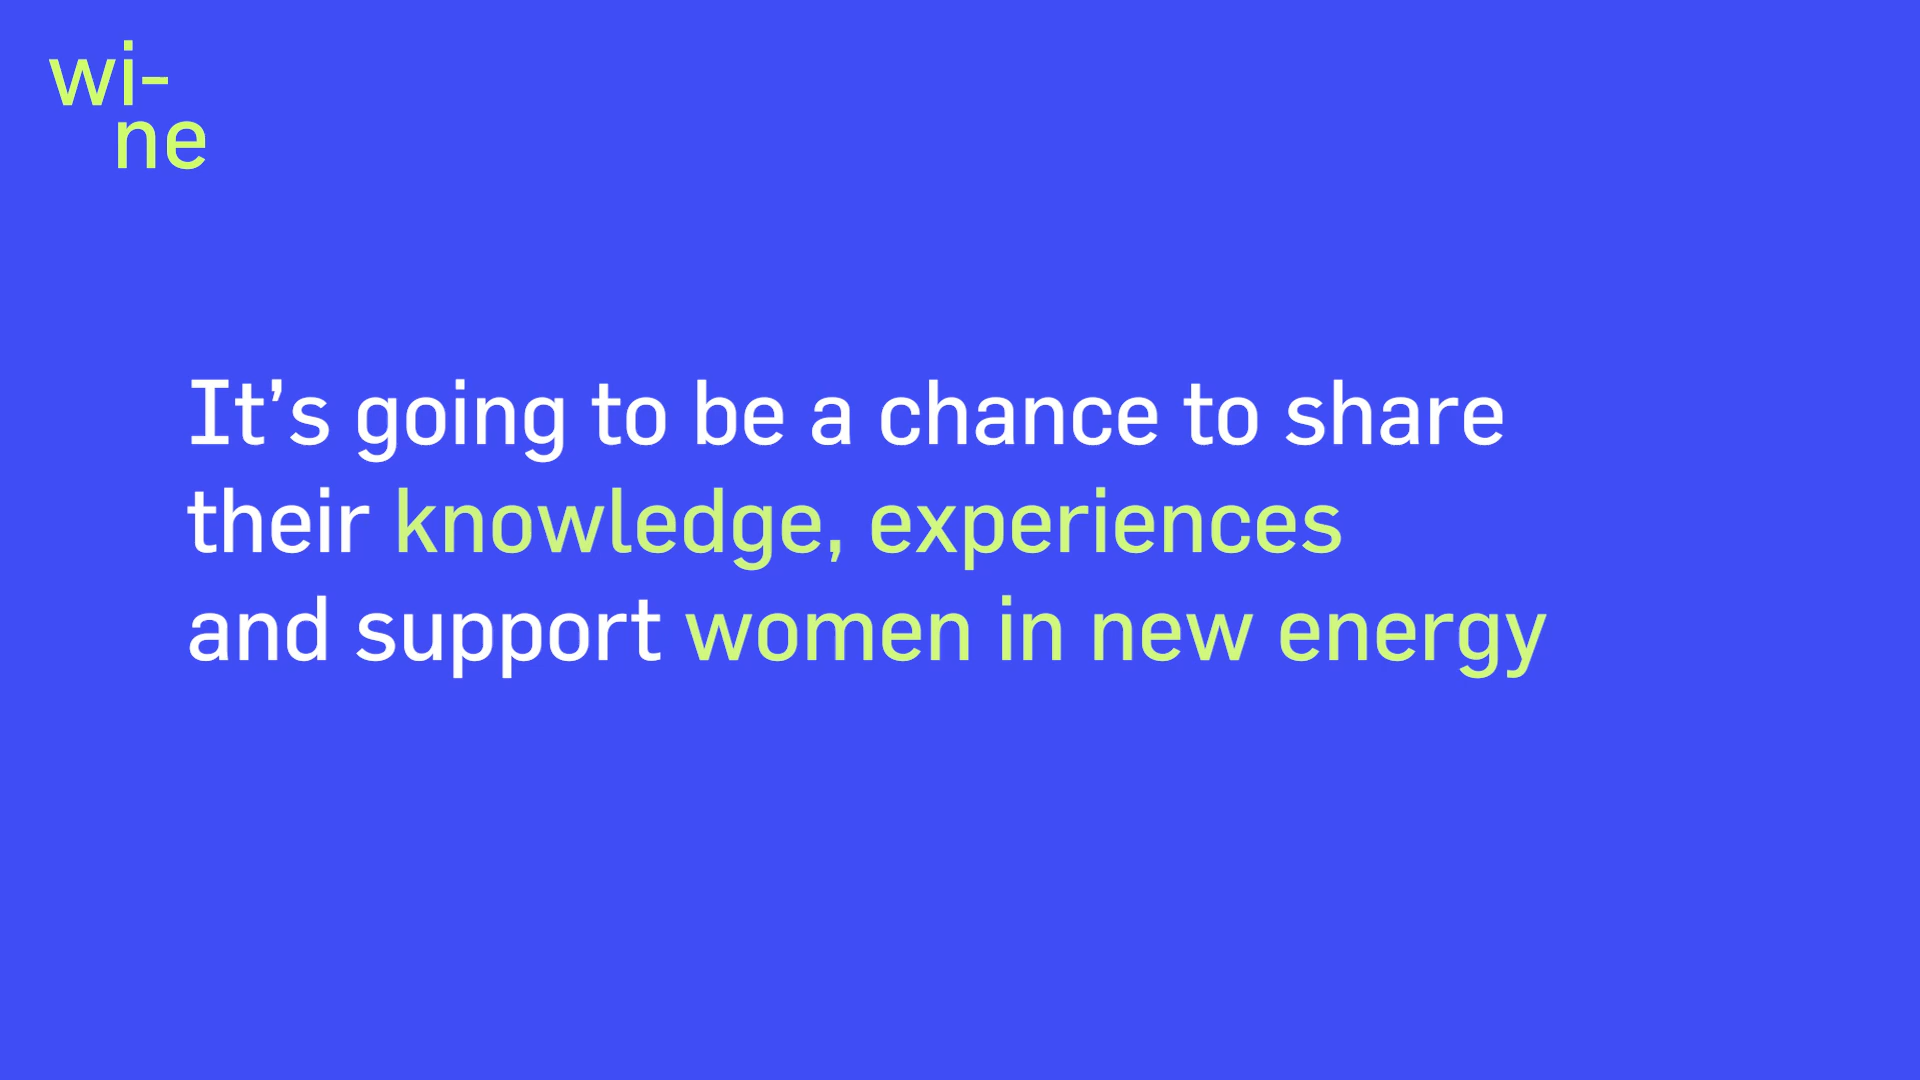 wi-
ne
It’s going to be a chance to share
their knowledge, experiences
and support women in new energy